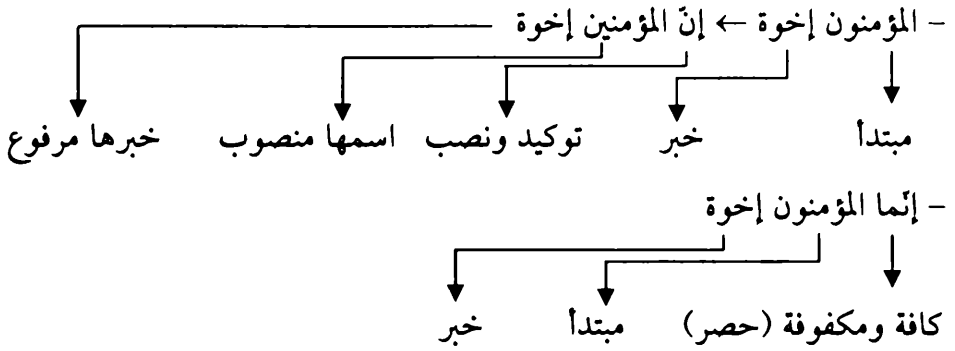 – المؤمنون إخوة ← إنّ المؤمنين إخوة
مبتدأ خبر توكيد ونصب اسمها منصوب خبرها مرفوع
– إنّما المؤمنون إخوة
كافة ومكفوفة (حصر) مبتدأ خبر